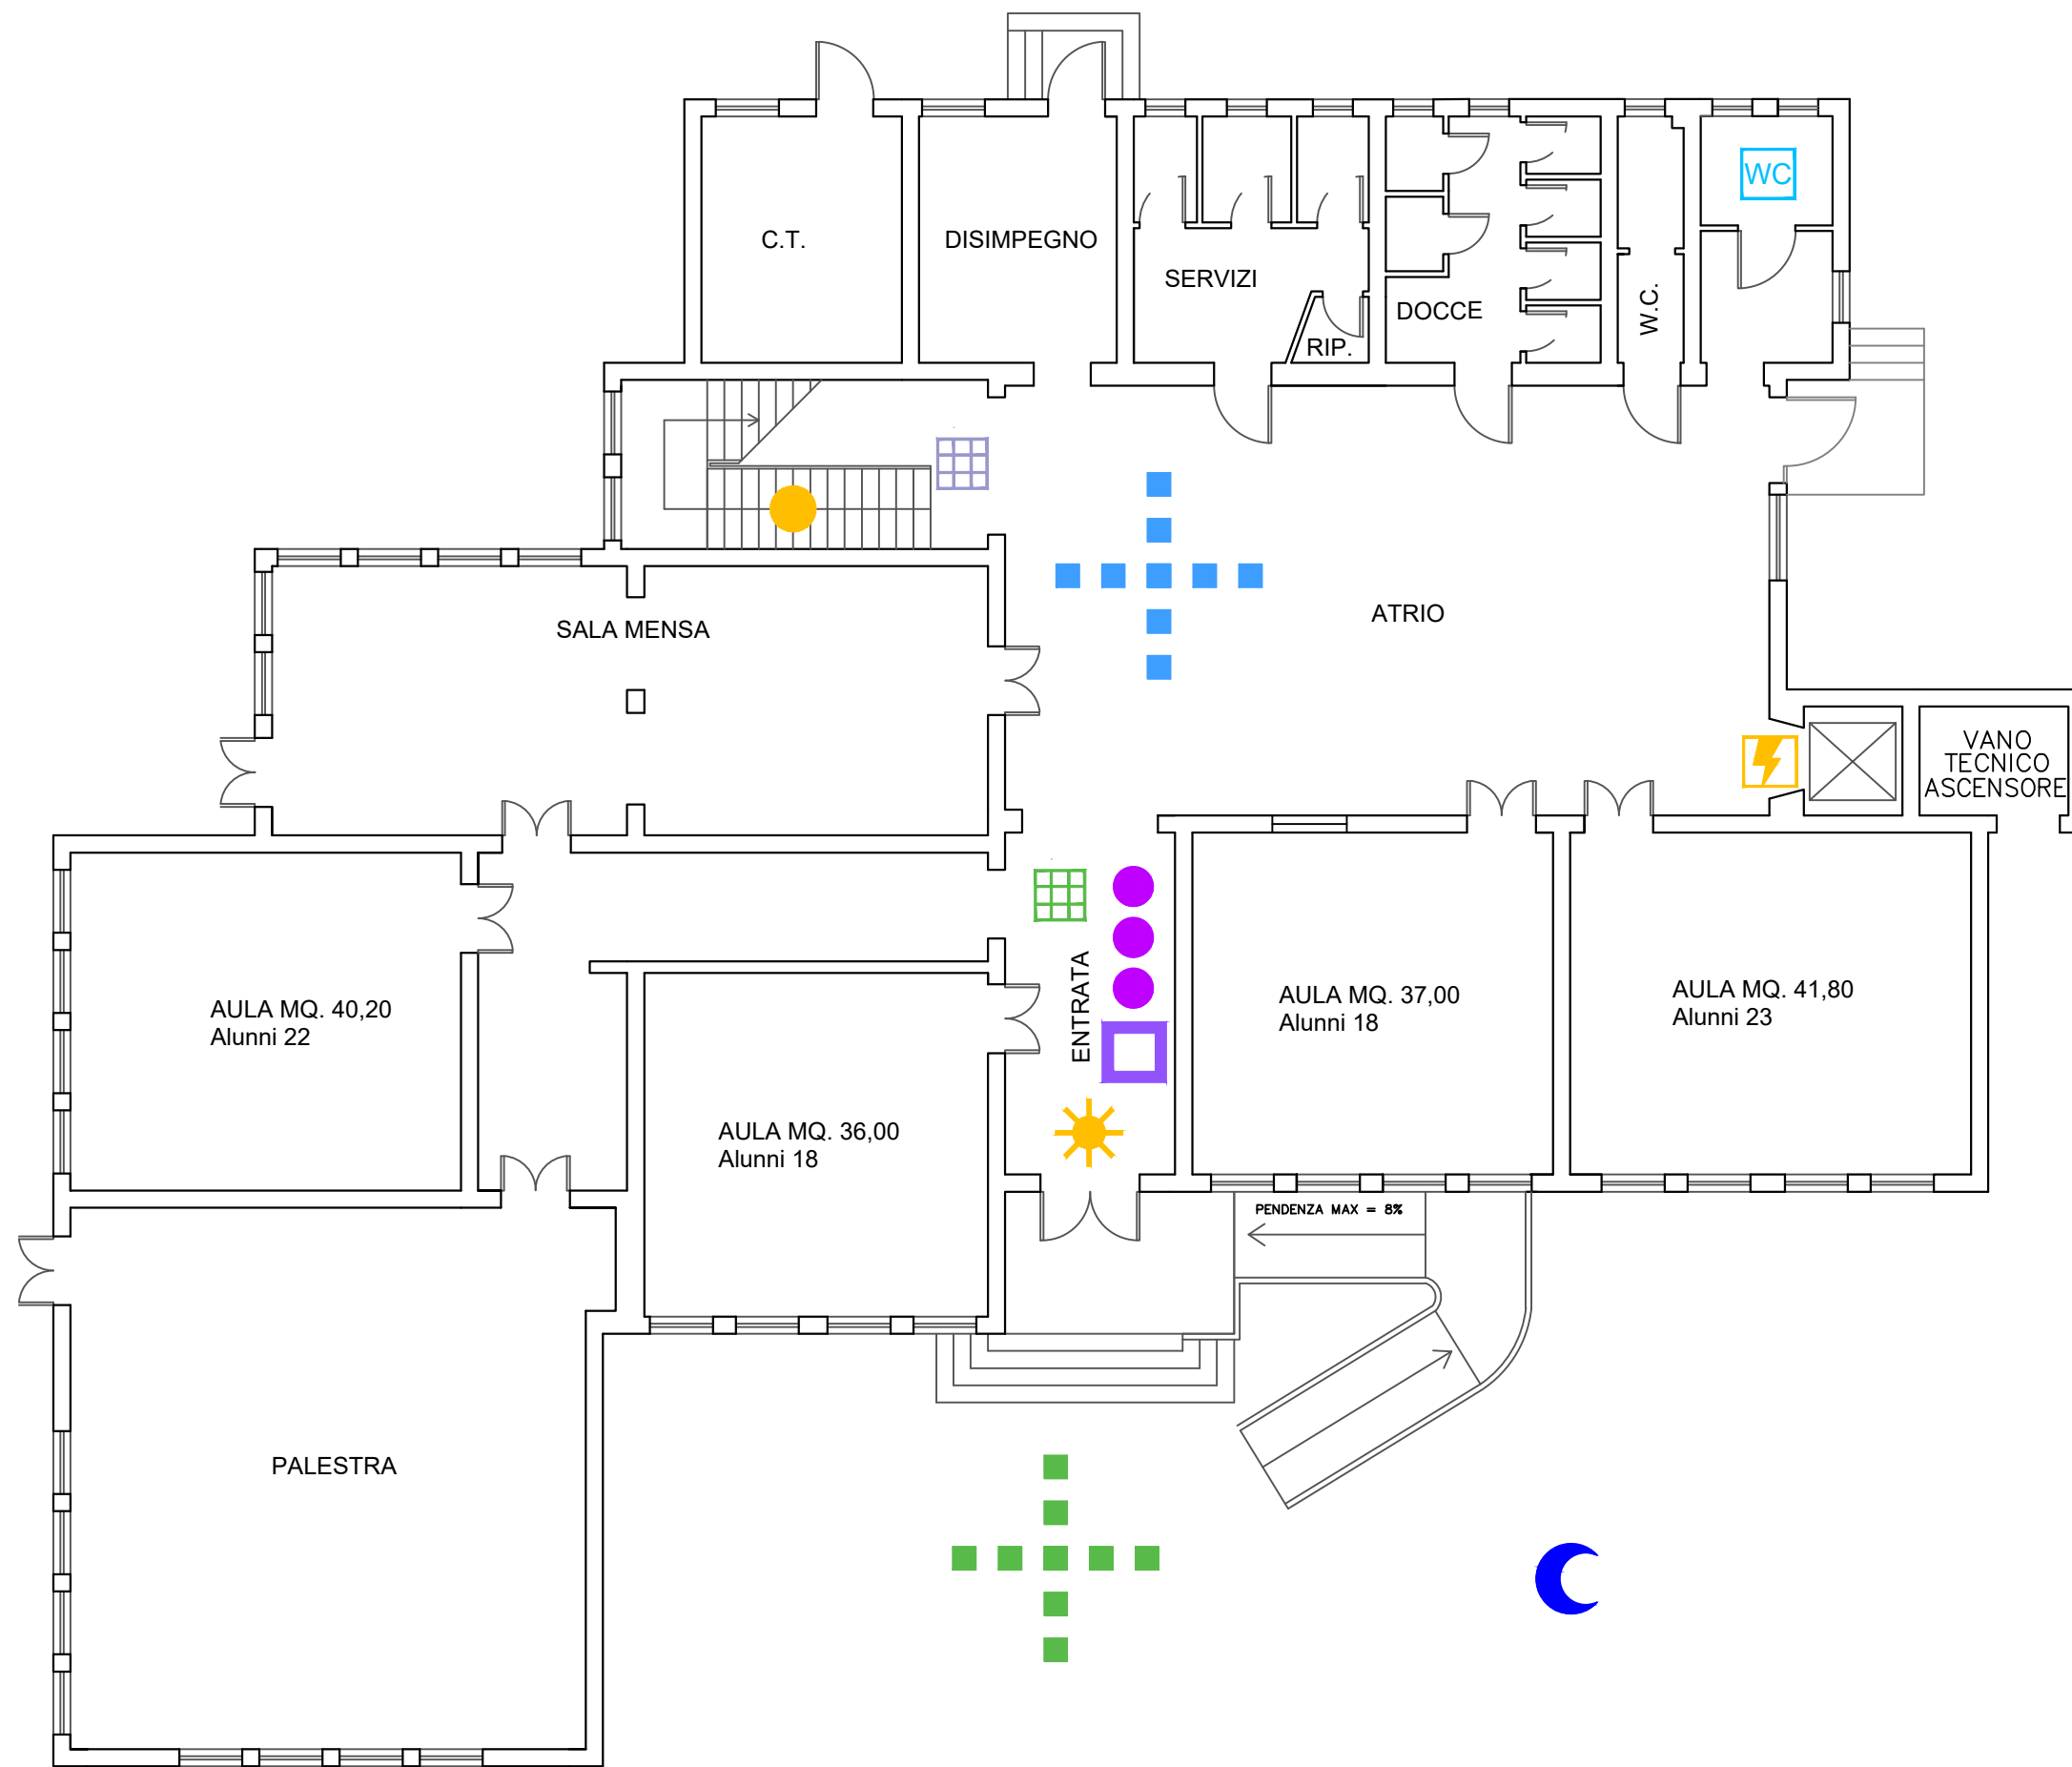 WC
C.T.
DISIMPEGNO
SERVIZI
DOCCE
W.C.
RIP.
SALA MENSA
ATRIO
VANO
TECNICO
ASCENSORE
ENTRATA
AULA MQ. 40,20
Alunni 22
AULA MQ. 37,00
Alunni 18
AULA MQ. 41,80
Alunni 23
AULA MQ. 36,00
Alunni 18
PENDENZA MAX = 8%
PALESTRA